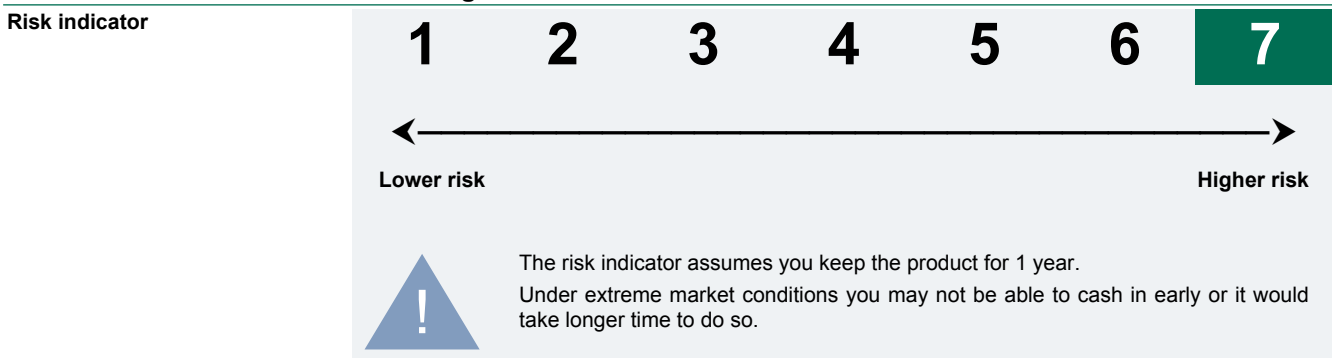 Risk indicator
1 2 3 4 5 6 7
Lower risk Higher risk
!
The risk indicator assumes you keep the product for 1 year.
Under extreme market conditions you may not be able to cash in early or it would
take longer time to do so.